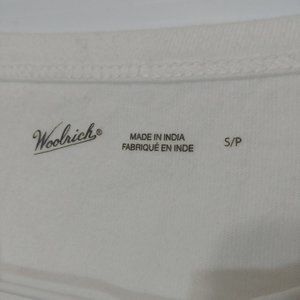 Woolrich®
MADE IN INDIA
FABRIQUÉ EN INDE
S/P